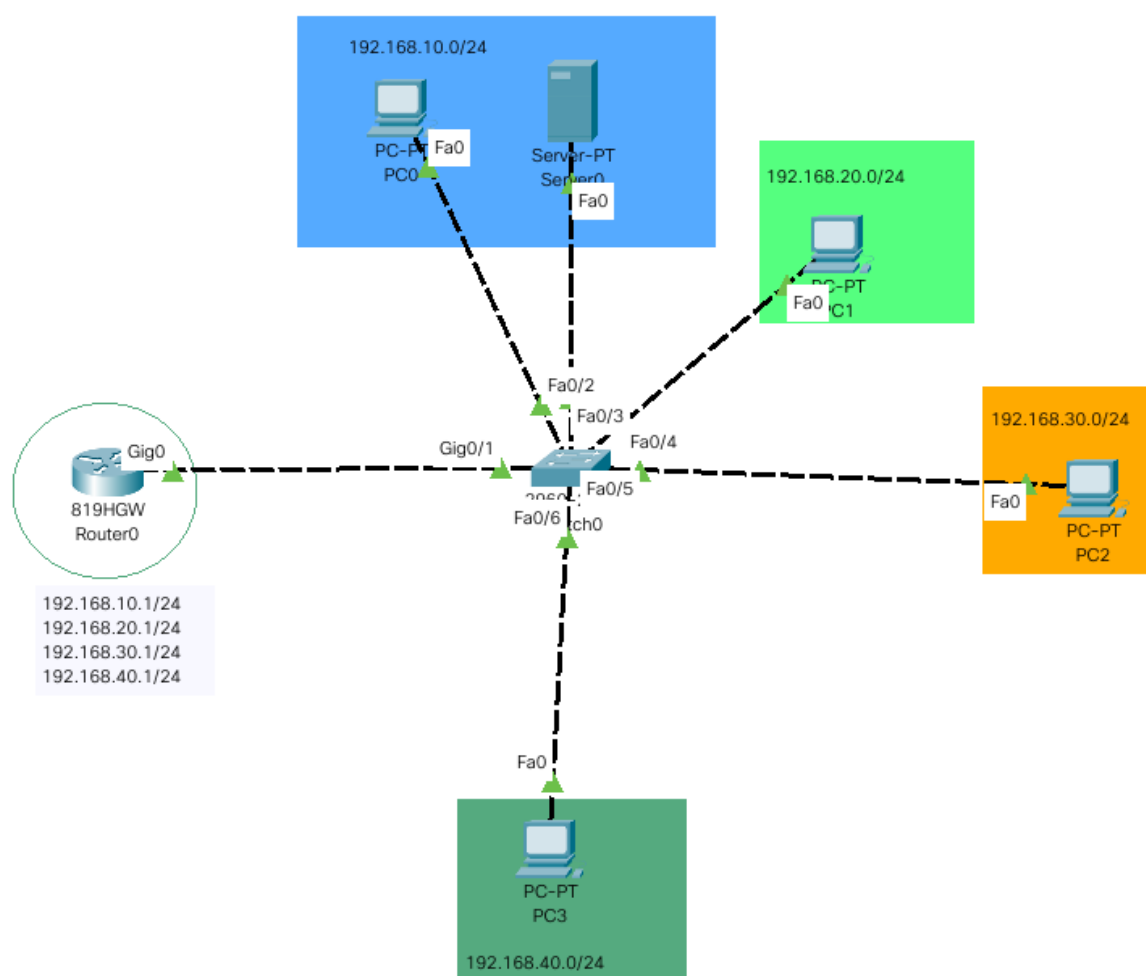 192.168.10.0/24
Fa0
PC-PT
PC0
Server-PT
Server0
Fa0
192.168.20.0/24
Fa0
PC-PT
PC1
Fa0/2
Fa0/3
Fa0/4
192.168.30.0/24
Gig0
Gig0/1
Fa0/5
Fa0
819HGW
Router0
Fa0/6
PC-PT
PC2
192.168.10.1/24
192.168.20.1/24
192.168.30.1/24
192.168.40.1/24
Fa0
PC-PT
PC3
192.168.40.0/24